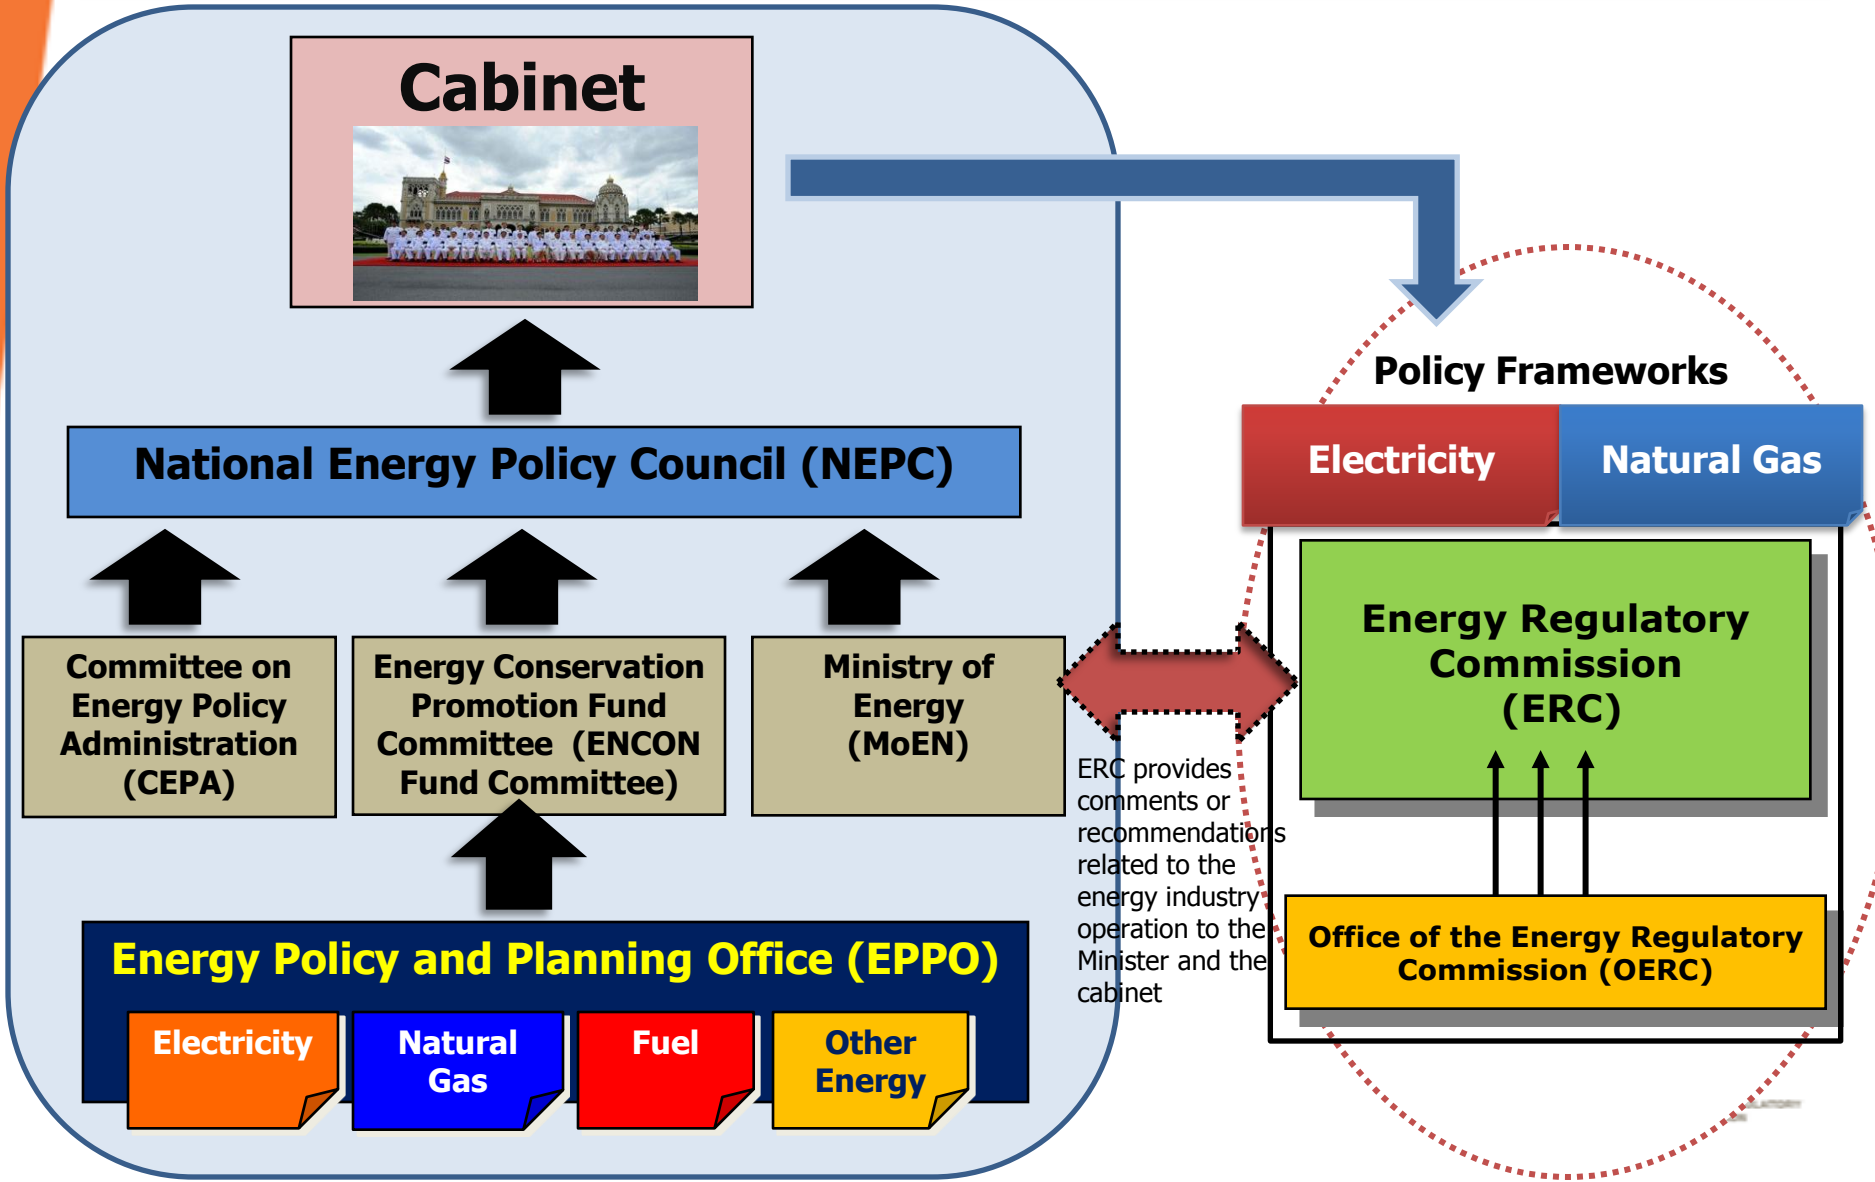 Cabinet
National Energy Policy Council (NEPC)
Committee on
Energy Policy
Administration
(CEPA)
Energy Conservation
Promotion Fund
Committee (ENCON
Fund Committee)
Ministry of
Energy
(MoEN)
Energy Policy and Planning Office (EPPO)
Electricity
Natural
Gas
Fuel
Other
Energy
ERC provides
comments or
recommendations
related to the
energy industry
operation to the
Minister and the
cabinet
Policy Frameworks
Electricity
Natural Gas
Energy Regulatory
Commission
(ERC)
Office of the Energy Regulatory
Commission (OERC)